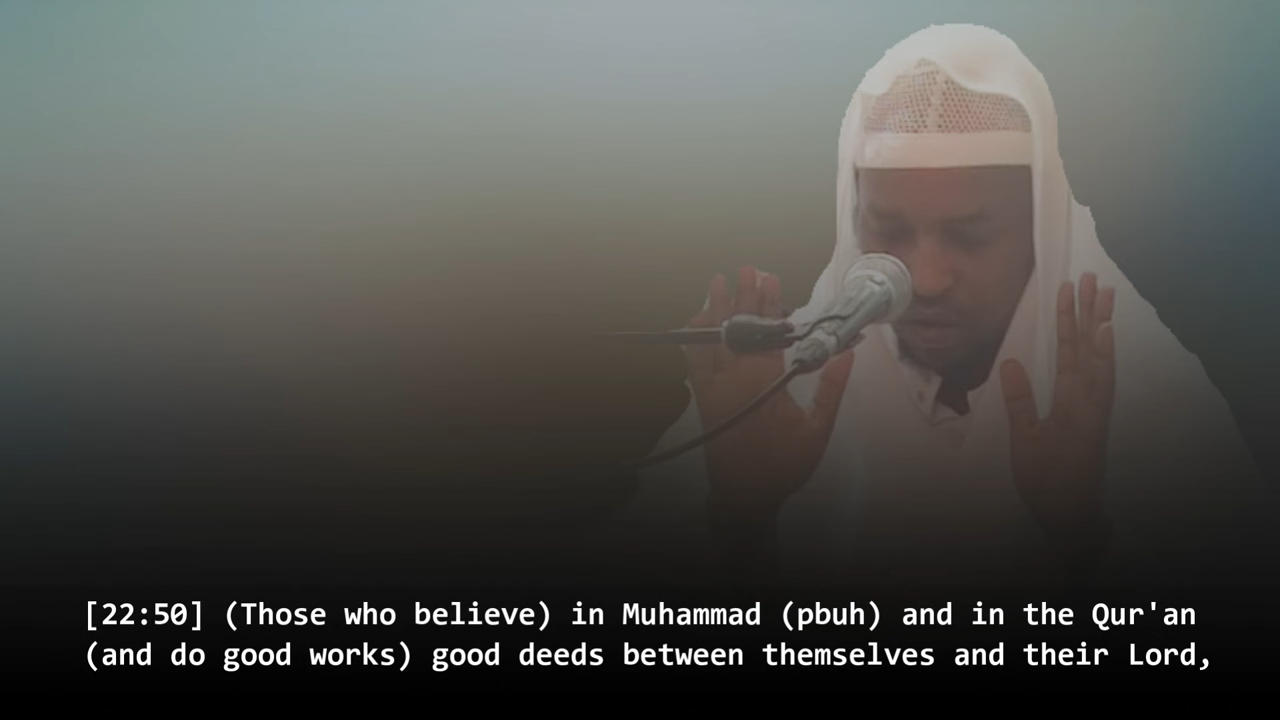 [22:50] (Those who believe) in Muhammad (pbuh) and in the Qur'an
(and do good works) good deeds between themselves and their Lord,